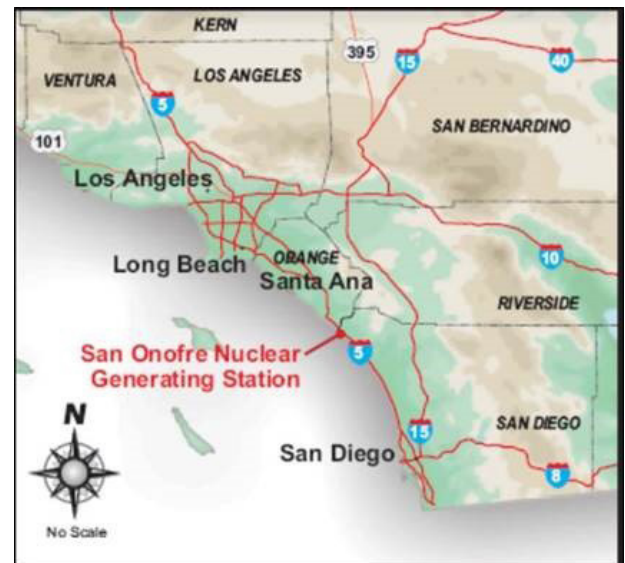 KERN
395
15
40
VENTURA
LOS ANGELES
5
SAN BERNARDINO
101
Los Angeles
Long Beach
ORANGE
Santa Ana
10
RIVERSIDE
San Onofre Nuclear
Generating Station
5
N
SAN DIEGO
15
San Diego
8
No Scale